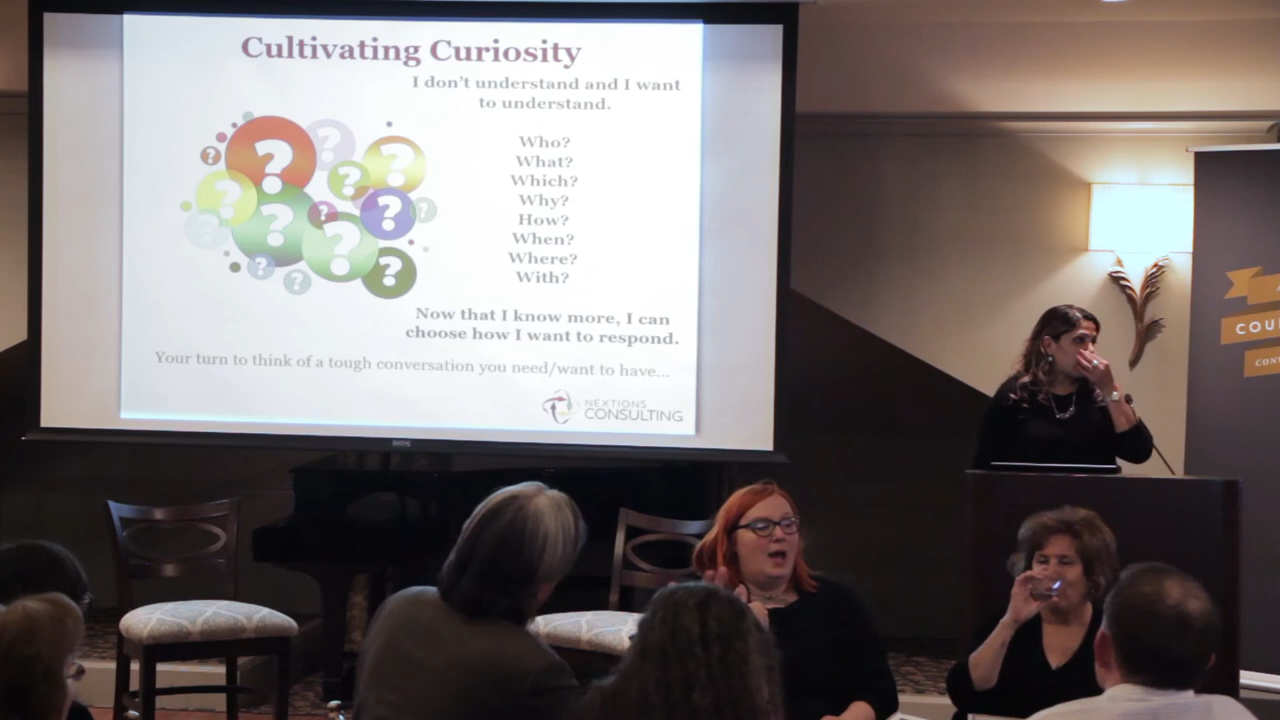 Cultivating Curiosity
I don't understand and I want
to understand.
Who?
What?
Which?
Why?
How?
When?
Where?
With?
Now that I know more, I can
choose how I want to respond.
Your turn to think of a tough conversation you need/want to have...
NEXTIONS
CONSULTING
? ? ? ? ? ? ? ? ? ? ? ?
COU
CON